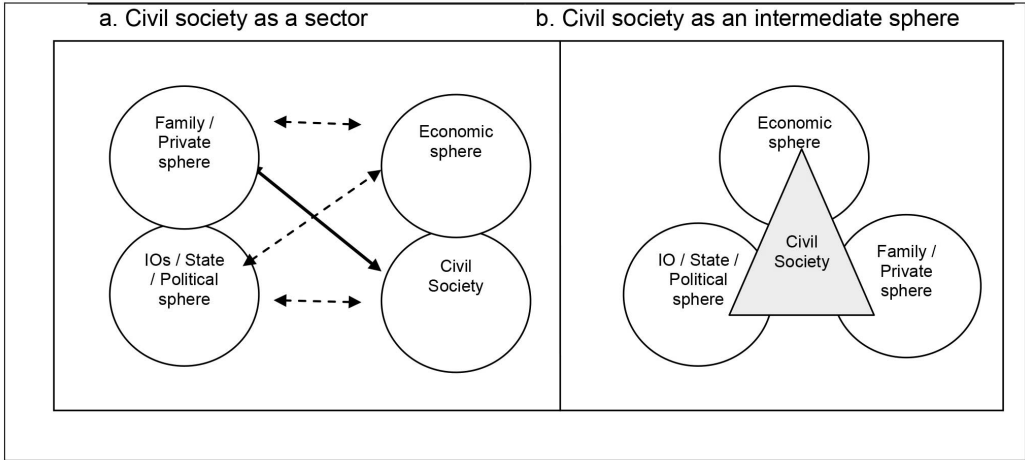 a. Civil society as a sector
b. Civil society as an intermediate sphere
Family /
Private
sphere
Economic
sphere
IOs / State
/ Political
sphere
Civil
Society
Economic
sphere
IO / State /
Political
sphere
Civil
Society
Family /
Private
sphere